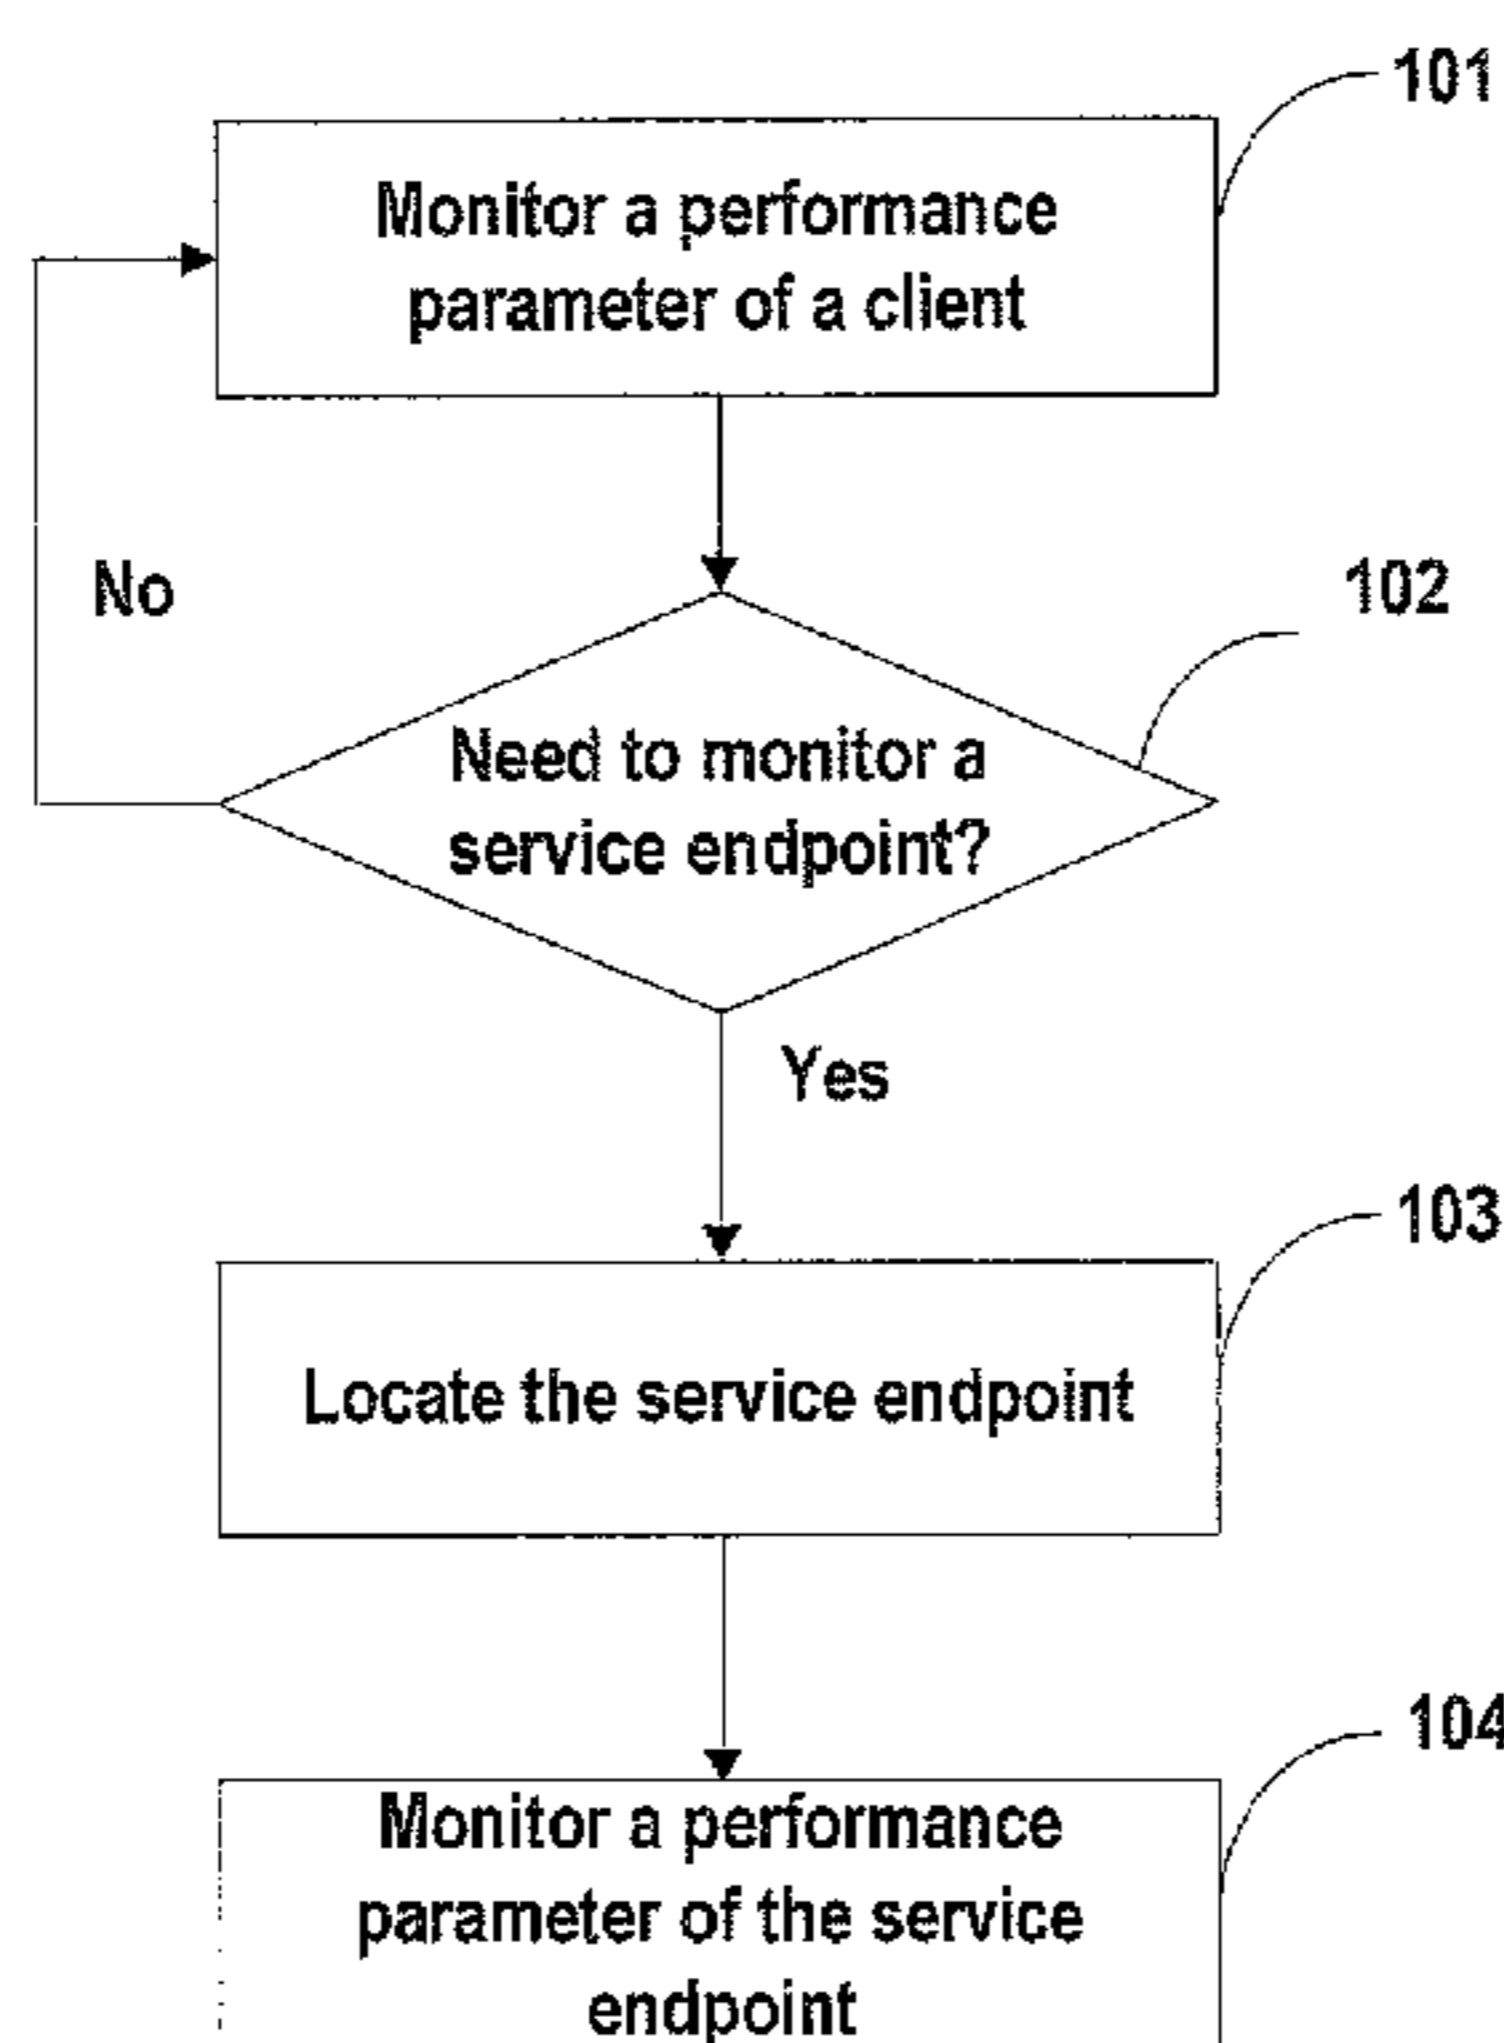 101
Monitor a performance
parameter of a client
No
102
Need to monitor a
service endpoint?
Yes
103
Locate the service endpoint
104
Monitor a performance
parameter of the service
endpoint